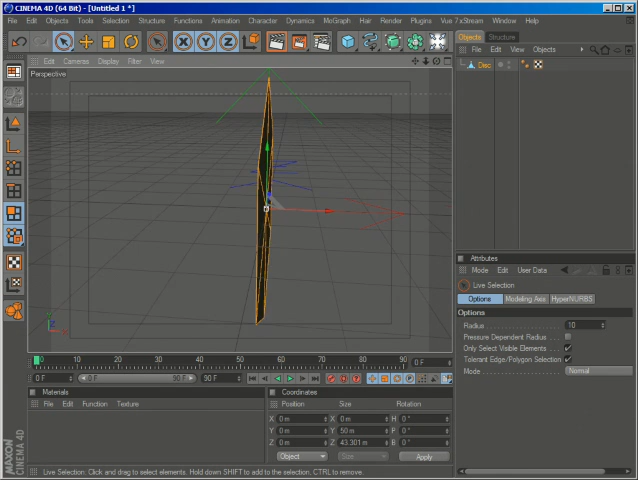 CINEMA 4D (64 Bit) - [Untitled 1 *]
File Edit Objects Tools Selection Structure Functions Animation Character Dynamics MoGraph Hair Render Plugins Vue 7.xStream Window Help
Objects Structure
File Edit View Objects
Disc
Edit Cameras Display Filter View
Perspective
Y
Attributes
Mode Edit User Data
Live Selection
Options Modeling Axis HyperNURBS
Options
Radius 10
Pressure Dependent Radius
Only Select Visible Elements
Tolerant Edge/Polygon Selection
Mode Normal
0 10 20 30 40 50 60 70 80 90 0 F
0 F 0 F 90 F 90 F
Materials
File Edit Function Texture
Coordinates
Position Size Rotation
X 0 m X 0 m H 0 °
Y 0 m Y 50 m P 0 °
Z 0 m Z 43.301 m B 0 °
Object Size Apply
MAXON
CINEMA 4D
Live Selection: Click and drag to select elements. Hold down SHIFT to add to the selection, CTRL to remove.